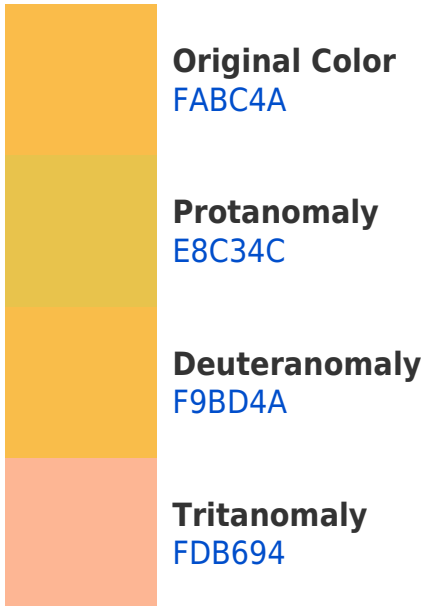 Original Color
FABC4A
Protanomaly
E8C34C
Deuteranomaly
F9BD4A
Tritanomaly
FDB694